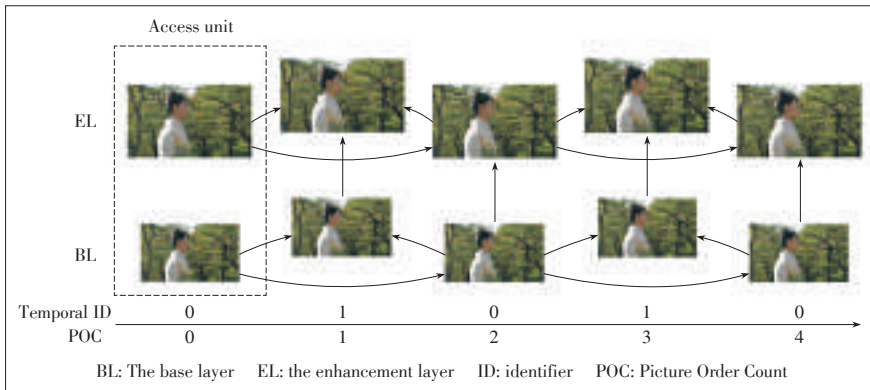 Access unit
EL
BL
Temporal ID 0 1 0 1 0
POC 0 1 2 3 4
BL: The base layer EL: the enhancement layer ID: identifier POC: Picture Order Count